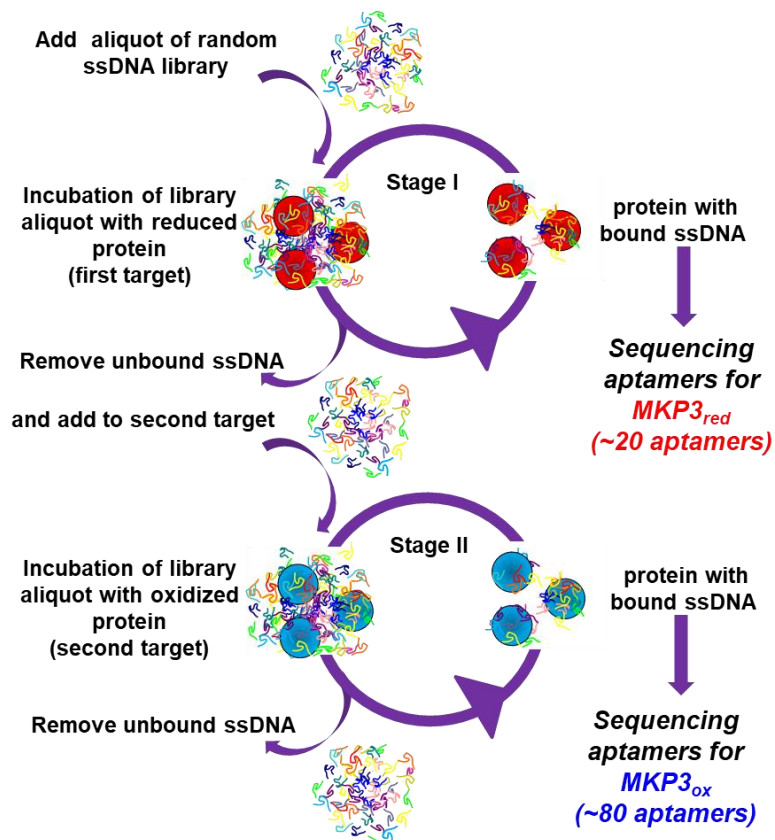 Add aliquot of random
ssDNA library
Stage I
Incubation of library
aliquot with reduced
protein
(first target)
protein with
bound ssDNA
Remove unbound ssDNA
and add to second target
Sequencing
aptamers for
MKP3red
(~20 aptamers)
Stage II
Incubation of library
aliquot with oxidized
protein
(second target)
protein with
bound ssDNA
Remove unbound ssDNA
Sequencing
aptamers for
MKP3ox
(~80 aptamers)